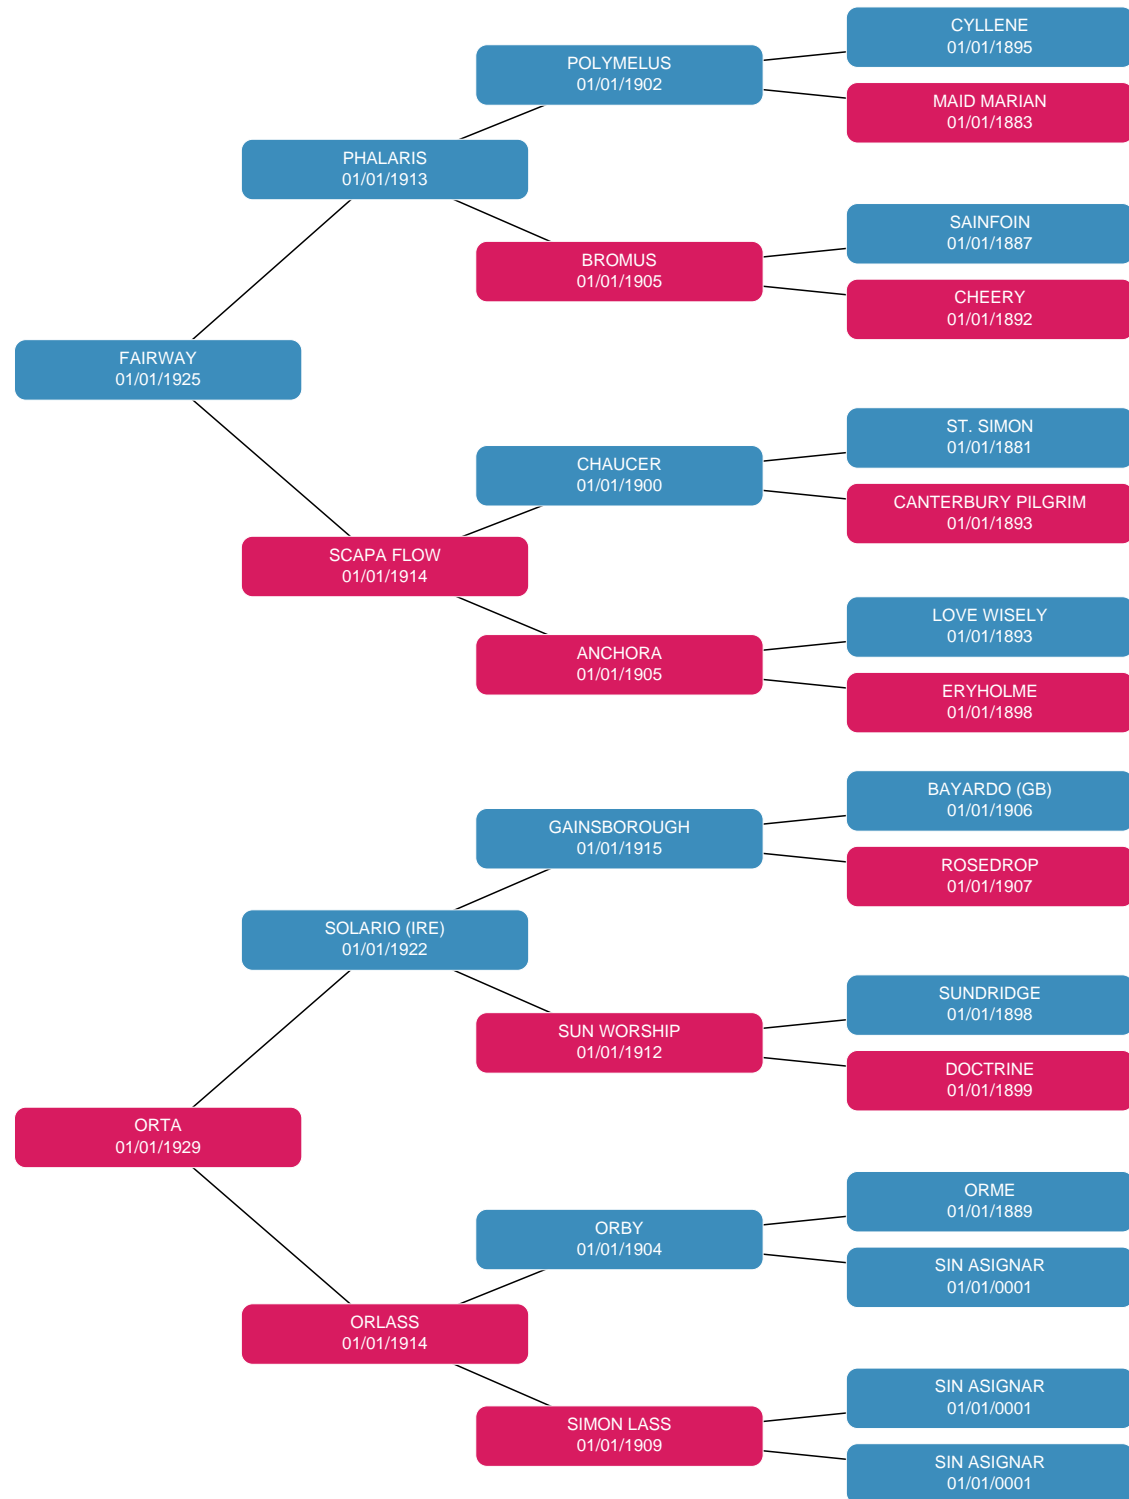 CYLLENE
01/01/1895
POLYMELUS
01/01/1902
MAID MARIAN
01/01/1883
PHALARIS
01/01/1913
SAINFOIN
01/01/1887
BROMUS
01/01/1905
CHEERY
01/01/1892
FAIRWAY
01/01/1925
ST. SIMON
01/01/1881
CHAUCER
01/01/1900
CANTERBURY PILGRIM
01/01/1893
SCAPA FLOW
01/01/1914
LOVE WISELY
01/01/1893
ANCHORA
01/01/1905
ERYHOLME
01/01/1898
BAYARDO (GB)
01/01/1906
GAINSBOROUGH
01/01/1915
ROSEDROP
01/01/1907
SOLARIO (IRE)
01/01/1922
SUNDRIDGE
01/01/1898
SUN WORSHIP
01/01/1912
DOCTRINE
01/01/1899
ORTA
01/01/1929
ORME
01/01/1889
ORBY
01/01/1904
SIN ASIGNAR
01/01/0001
ORLASS
01/01/1914
SIN ASIGNAR
01/01/0001
SIMON LASS
01/01/1909
SIN ASIGNAR
01/01/0001